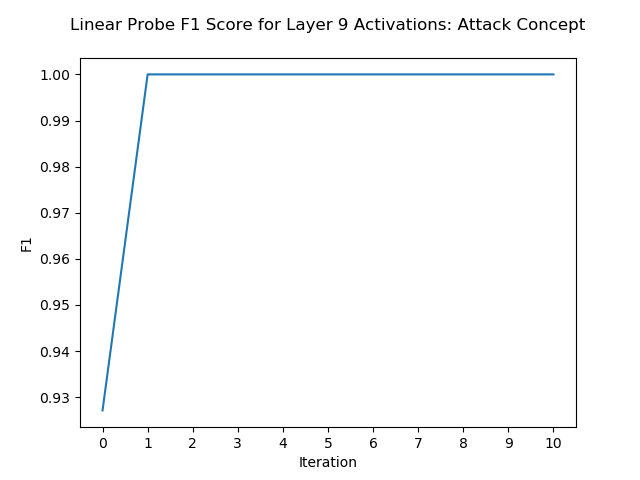 Linear Probe F1 Score for Layer 9 Activations: Attack Concept
1.00
0.99
0.98
0.97
0.96
0.95
0.94
0.93
F1
0 1 2 3 4 5 6 7 8 9 10
Iteration